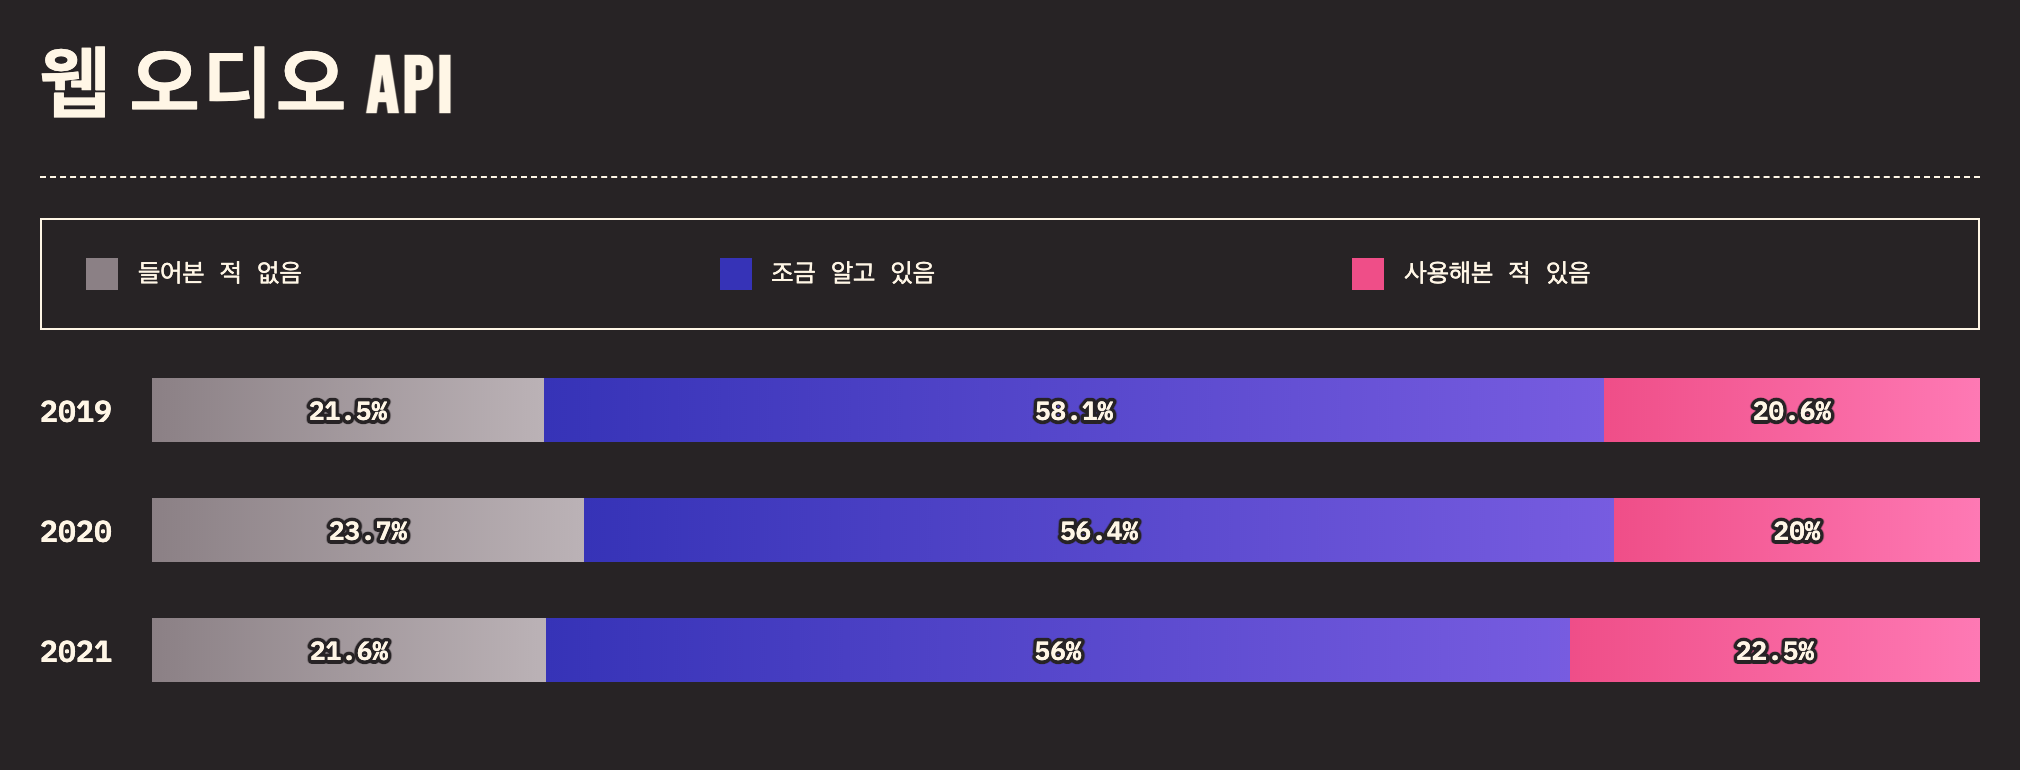 웹 오디오 API
들어본 적 없음 조금 알고 있음 사용해본 적 있음
2019 21.5% 58.1% 20.6%
2020 23.7% 56.4% 20%
2021 21.6% 56% 22.5%